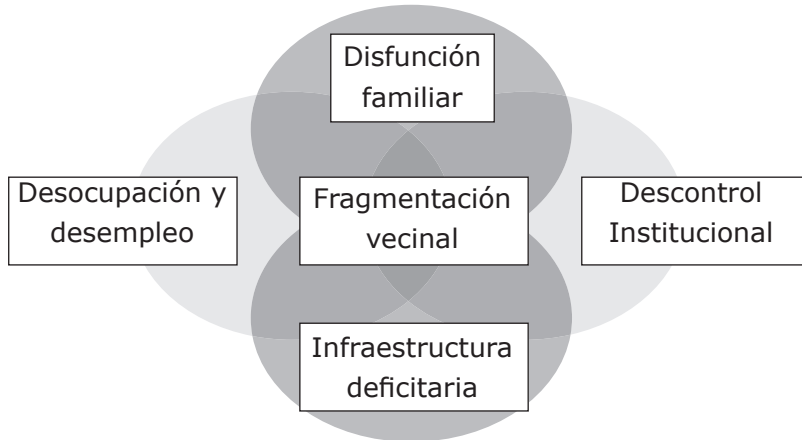 Disfunción
familiar
Desocupación y
desempleo
Fragmentación
vecinal
Descontrol
Institucional
Infraestructura
deficitaria